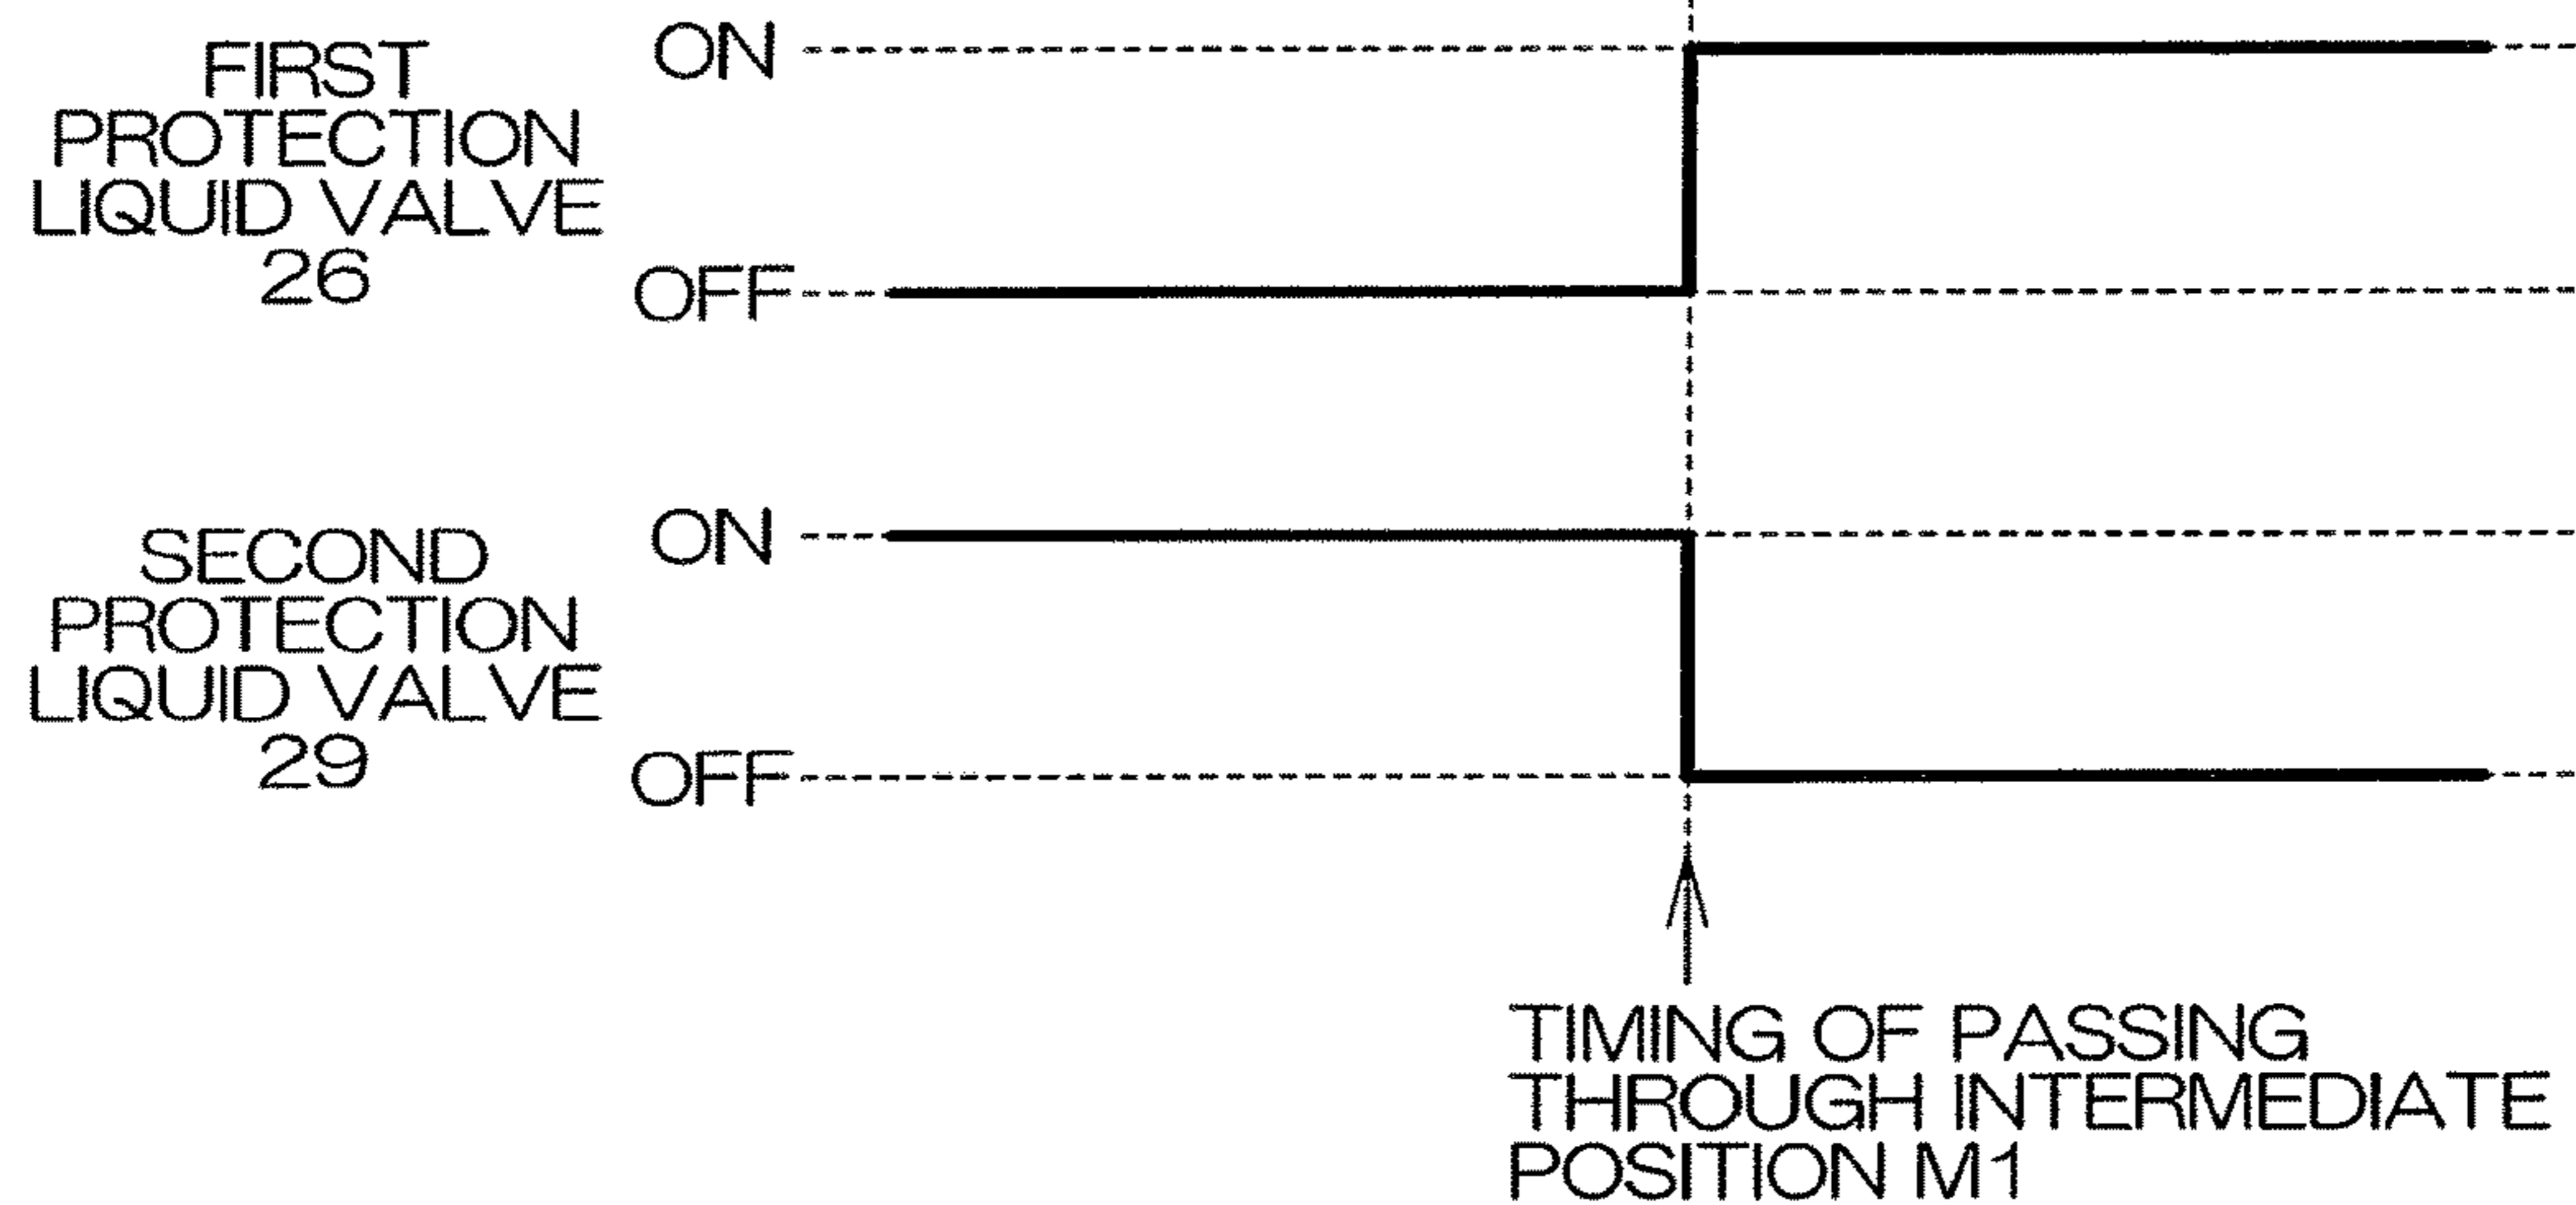 FIRST
PROTECTION
LIQUID VALVE
26
ON
OFF
SECOND
PROTECTION
LIQUID VALVE
29
ON
OFF
TIMING OF PASSING
THROUGH INTERMEDIATE
POSITION M1